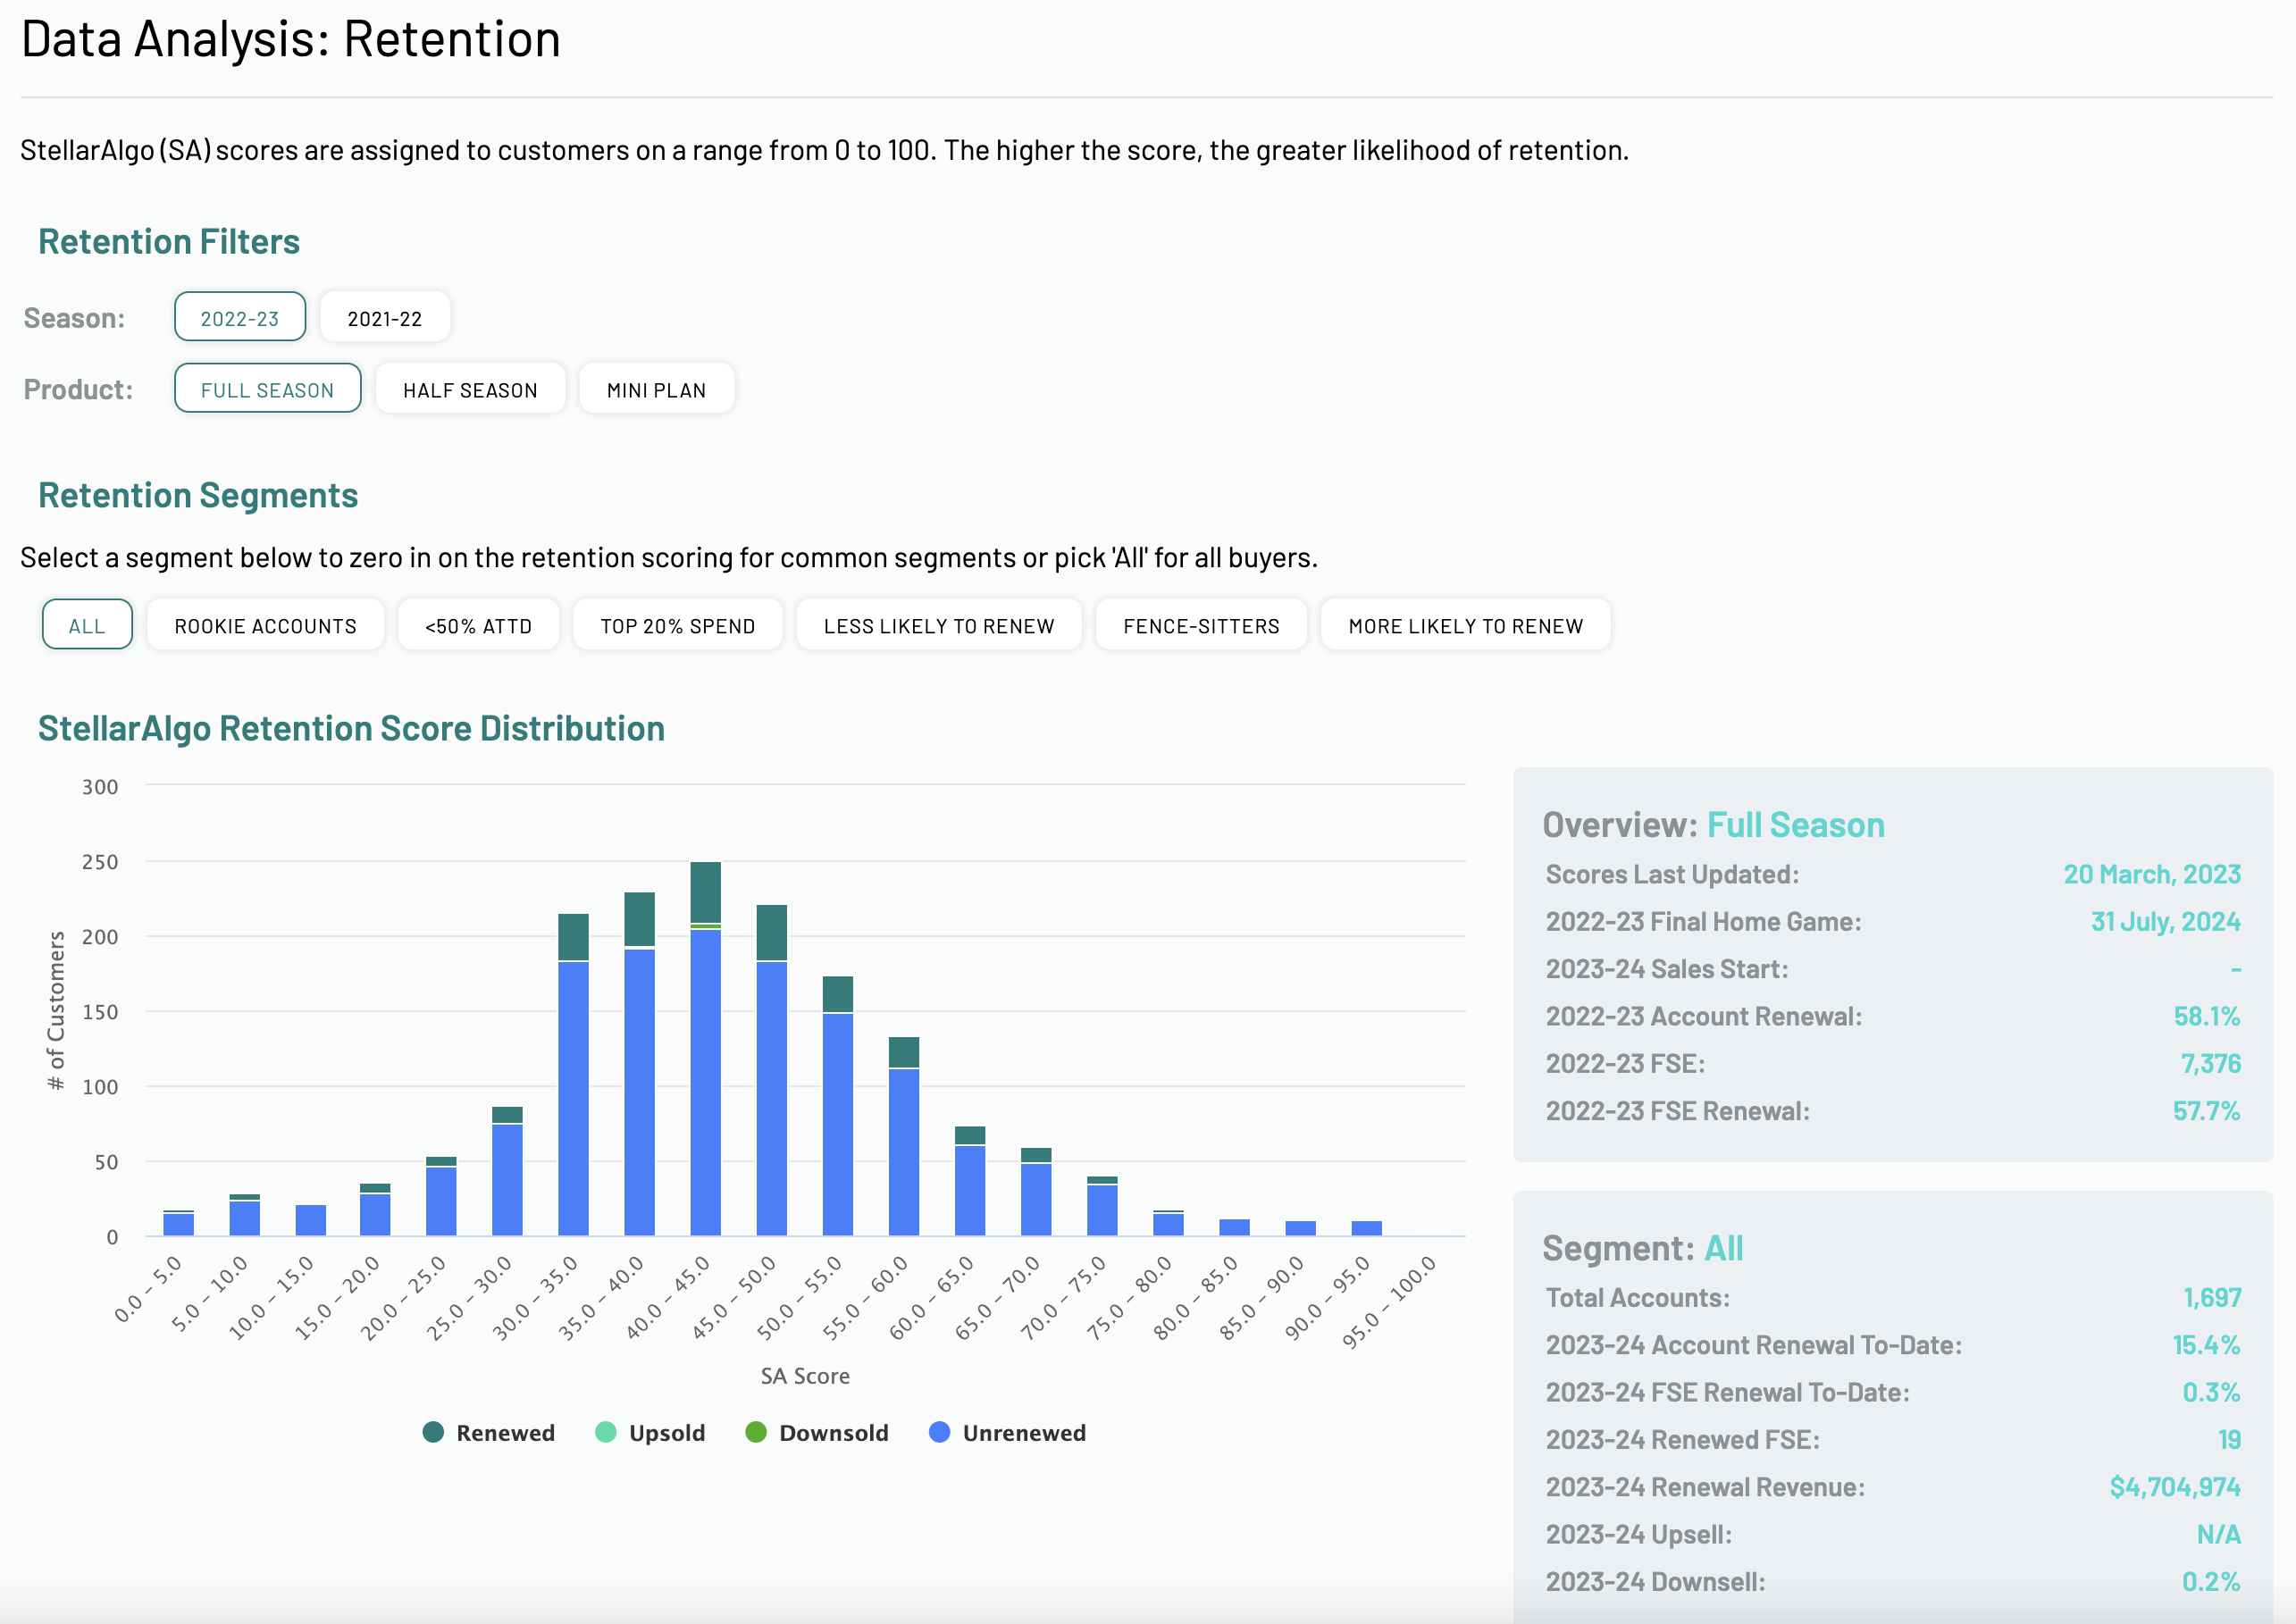 Data Analysis: Retention
StellarAlgo (SA) scores are assigned to customers on a range from 0 to 100. The higher the score, the greater likelihood of retention.
Retention Filters
Season: 2022-23 2021-22
Product: FULL SEASON HALF SEASON MINI PLAN
Retention Segments
Select a segment below to zero in on the retention scoring for common segments or pick 'All' for all buyers.
ALL ROOKIE ACCOUNTS <50% ATTD TOP 20% SPEND LESS LIKELY TO RENEW FENCE-SITTERS MORE LIKELY TO RENEW
StellarAlgo Retention Score Distribution
300
250
200
150
100
50
0
# of Customers
0.0 – 5.0
5.0 – 10.0
10.0 – 15.0
15.0 – 20.0
20.0 – 25.0
25.0 – 30.0
30.0 – 35.0
35.0 – 40.0
40.0 – 45.0
45.0 – 50.0
50.0 – 55.0
55.0 – 60.0
60.0 – 65.0
65.0 – 70.0
70.0 – 75.0
75.0 – 80.0
80.0 – 85.0
85.0 – 90.0
90.0 – 95.0
95.0 – 100.0
SA Score
Renewed Upsold Downsold Unrenewed
Overview: Full Season
Scores Last Updated: 20 March, 2023
2022-23 Final Home Game: 31 July, 2024
2023-24 Sales Start: -
2022-23 Account Renewal: 58.1%
2022-23 FSE: 7,376
2022-23 FSE Renewal: 57.7%
Segment: All
Total Accounts: 1,697
2023-24 Account Renewal To-Date: 15.4%
2023-24 FSE Renewal To-Date: 0.3%
2023-24 Renewed FSE: 19
2023-24 Renewal Revenue: $4,704,974
2023-24 Upsell: N/A
2023-24 Downsell: 0.2%